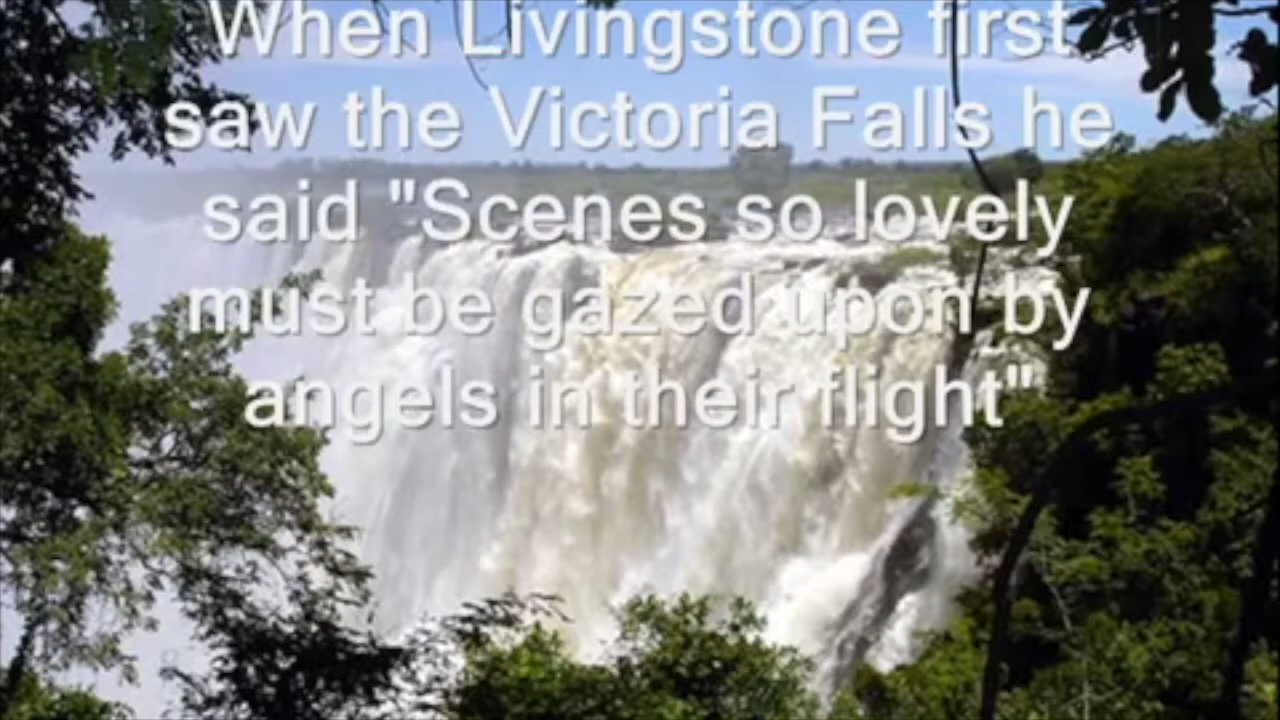 When Livingstone first
saw the Victoria Falls he
said "Scenes so lovely
must be gazed upon by
angels in their flight"